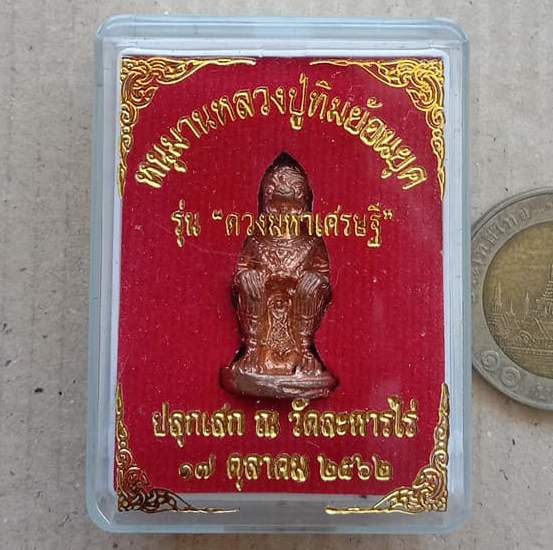 หนุมานหลวงปู่ทิมย้อนยุค
รุ่น "ดวงมหาเศรษฐี"
ปลุกเสก ณ วัดละหารไร่
๑๗ ตุลาคม ๒๕๖๒
๑๐